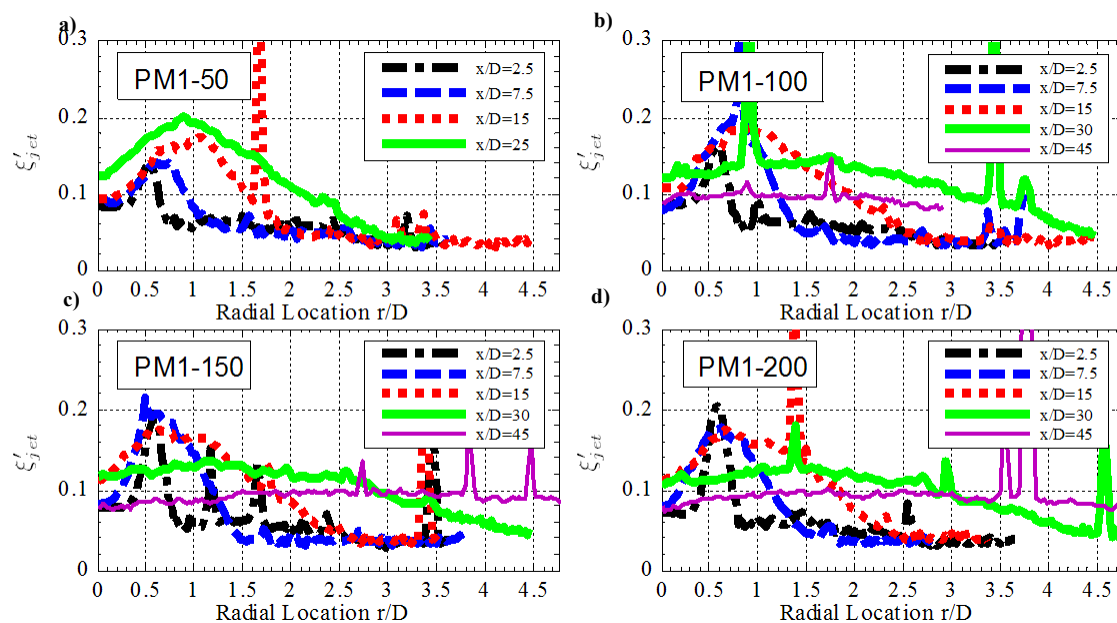 a)
PM1-50
x/D=2.5
x/D=7.5
x/D=15
x/D=25
ξ′jet
0.3
0.2
0.1
0
0 0.5 1 1.5 2 2.5 3 3.5 4 4.5
Radial Location r/D
b)
PM1-100
x/D=2.5
x/D=7.5
x/D=15
x/D=30
x/D=45
ξ′jet
0.3
0.2
0.1
0
0 0.5 1 1.5 2 2.5 3 3.5 4 4.5
Radial Location r/D
c)
PM1-150
x/D=2.5
x/D=7.5
x/D=15
x/D=30
x/D=45
ξ′jet
0.3
0.2
0.1
0
0 0.5 1 1.5 2 2.5 3 3.5 4 4.5
Radial Location r/D
d)
PM1-200
x/D=2.5
x/D=7.5
x/D=15
x/D=30
x/D=45
ξ′jet
0.3
0.2
0.1
0
0 0.5 1 1.5 2 2.5 3 3.5 4 4.5
Radial Location r/D